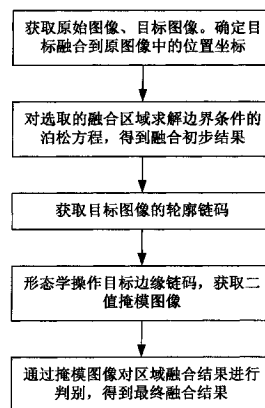 获取原始图像、目标图像。确定目
标融合到原图像中的位置坐标
对选取的融合区域求解边界条件的
泊松方程，得到融合初步结果
获取目标图像的轮廓链码
形态学操作目标边缘链码，获取二
值掩模图像
通过掩模图像对区域融合结果进行
判别，得到最终融合结果